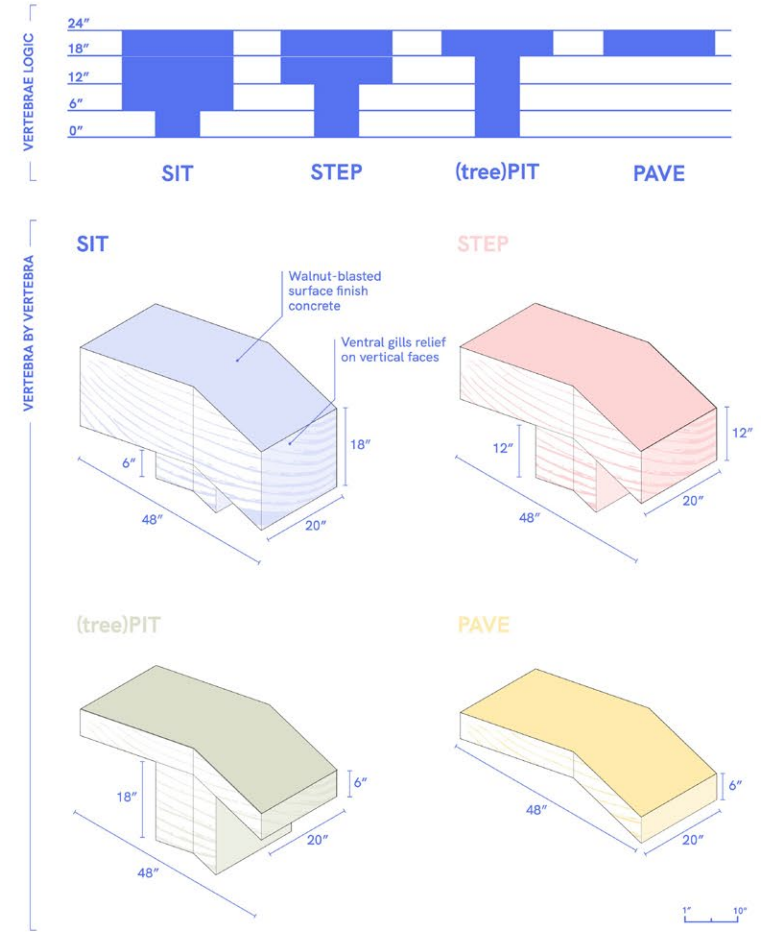 VERTEBRAE LOGIC
24”
18”
12”
6”
0”
SIT
STEP
(tree)PIT
PAVE
VERTEBRA BY VERTEBRA
SIT
Walnut-blasted
surface finish
concrete
Ventral gills relief
on vertical faces
18”
6”
48”
20”
STEP
12”
12”
48”
20”
(tree)PIT
18”
6”
48”
20”
PAVE
6”
48”
20”
1” 10”